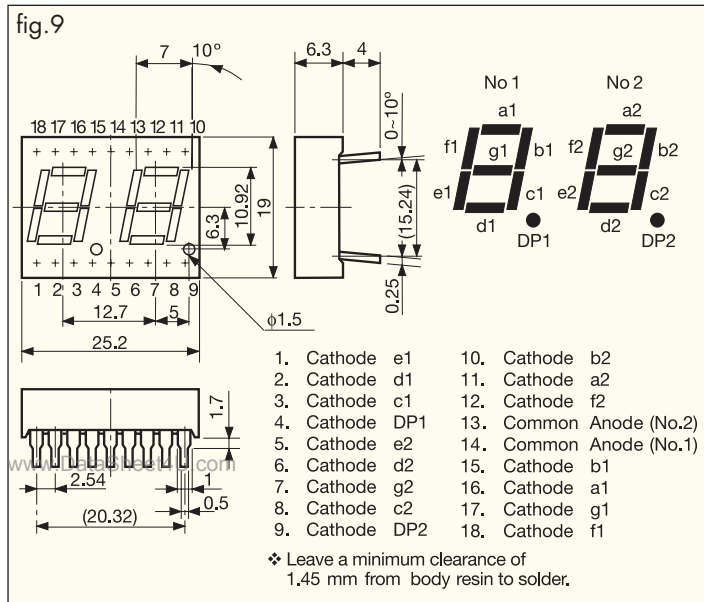 fig.9
7 10°
18 17 16 15 14 13 12 11 10
10.92
19
6.3
1 2 3 4 5 6 7 8 9
12.7 5
φ1.5
25.2
6.3 4
0~10°
(15.24)
0.25
No 1
a1
f1 g1 b1
e1 c1
d1
DP1
No 2
a2
f2 g2 b2
e2 c2
d2
DP2
1.7
www.DataSheet4U.com
2.54 1
0.5
(20.32)
1. Cathode e1
2. Cathode d1
3. Cathode c1
4. Cathode DP1
5. Cathode e2
6. Cathode d2
7. Cathode g2
8. Cathode c2
9. Cathode DP2
10. Cathode b2
11. Cathode a2
12. Cathode f2
13. Common Anode (No.2)
14. Common Anode (No.1)
15. Cathode b1
16. Cathode a1
17. Cathode g1
18. Cathode f1
❖ Leave a minimum clearance of
1.45 mm from body resin to solder.